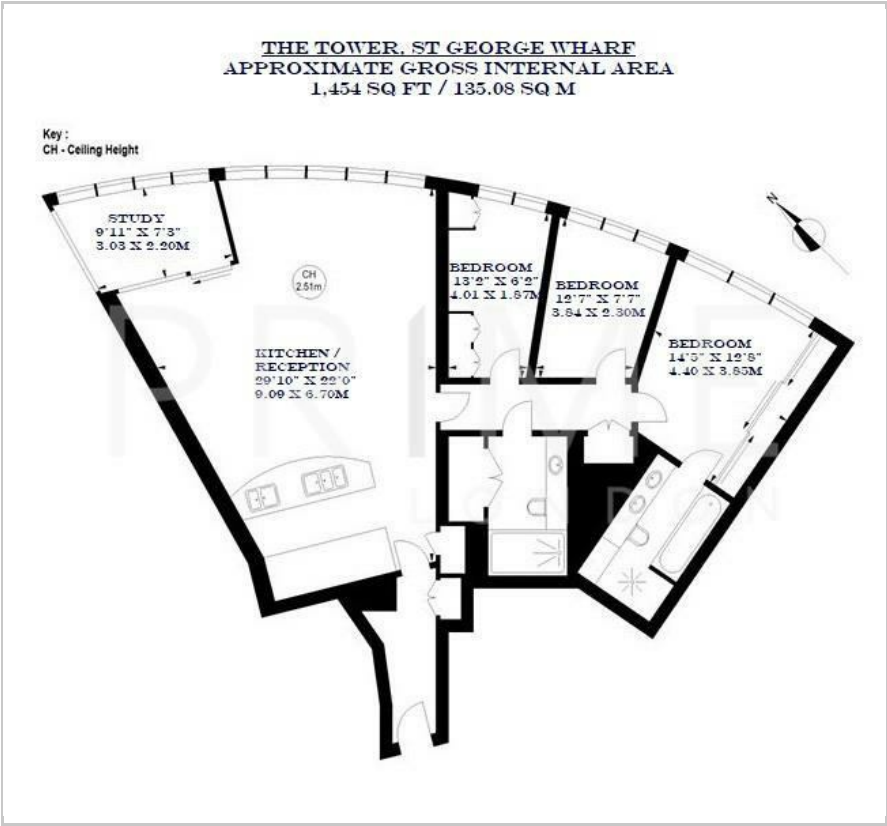 THE TOWER, ST GEORGE WHARF
APPROXIMATE GROSS INTERNAL AREA
1,454 SQ FT / 135.08 SQ M
Key :
CH - Ceiling Height
N
STUDY
9'11" X 7'3"
3.03 X 2.20M
CH
2.51m
BEDROOM
13'2" X 6'2"
4.01 X 1.87M
BEDROOM
12'7" X 7'7"
3.84 X 2.30M
BEDROOM
14'5" X 12'8"
4.40 X 3.85M
KITCHEN /
RECEPTION
29'10" X 22'0"
9.09 X 6.70M
PRIME
LONDON